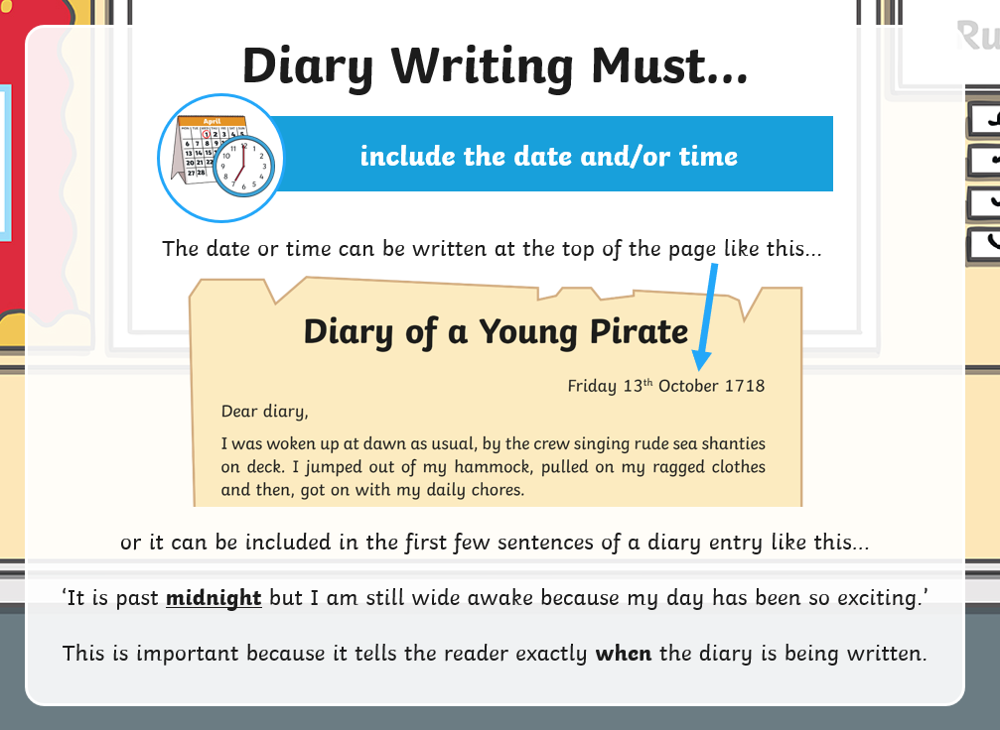 Diary Writing Must...
April
include the date and/or time
The date or time can be written at the top of the page like this...
Diary of a Young Pirate
Friday 13th October 1718
Dear diary,
I was woken up at dawn as usual, by the crew singing rude sea shanties
on deck. I jumped out of my hammock, pulled on my ragged clothes
and then, got on with my daily chores.
or it can be included in the first few sentences of a diary entry like this...
‘It is past midnight but I am still wide awake because my day has been so exciting.’
This is important because it tells the reader exactly when the diary is being written.